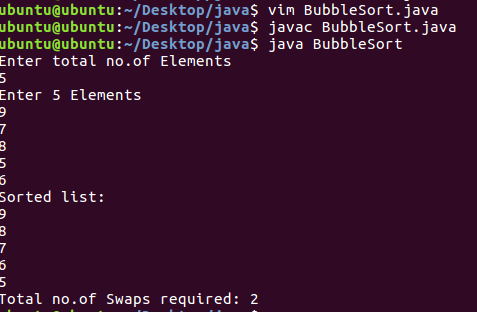 ubuntu@ubuntu:~/Desktop/java$ vim BubbleSort.java
ubuntu@ubuntu:~/Desktop/java$ javac BubbleSort.java
ubuntu@ubuntu:~/Desktop/java$ java BubbleSort
Enter total no.of Elements
5
Enter 5 Elements
9
7
8
5
6
Sorted list:
9
8
7
6
5
Total no.of Swaps required: 2